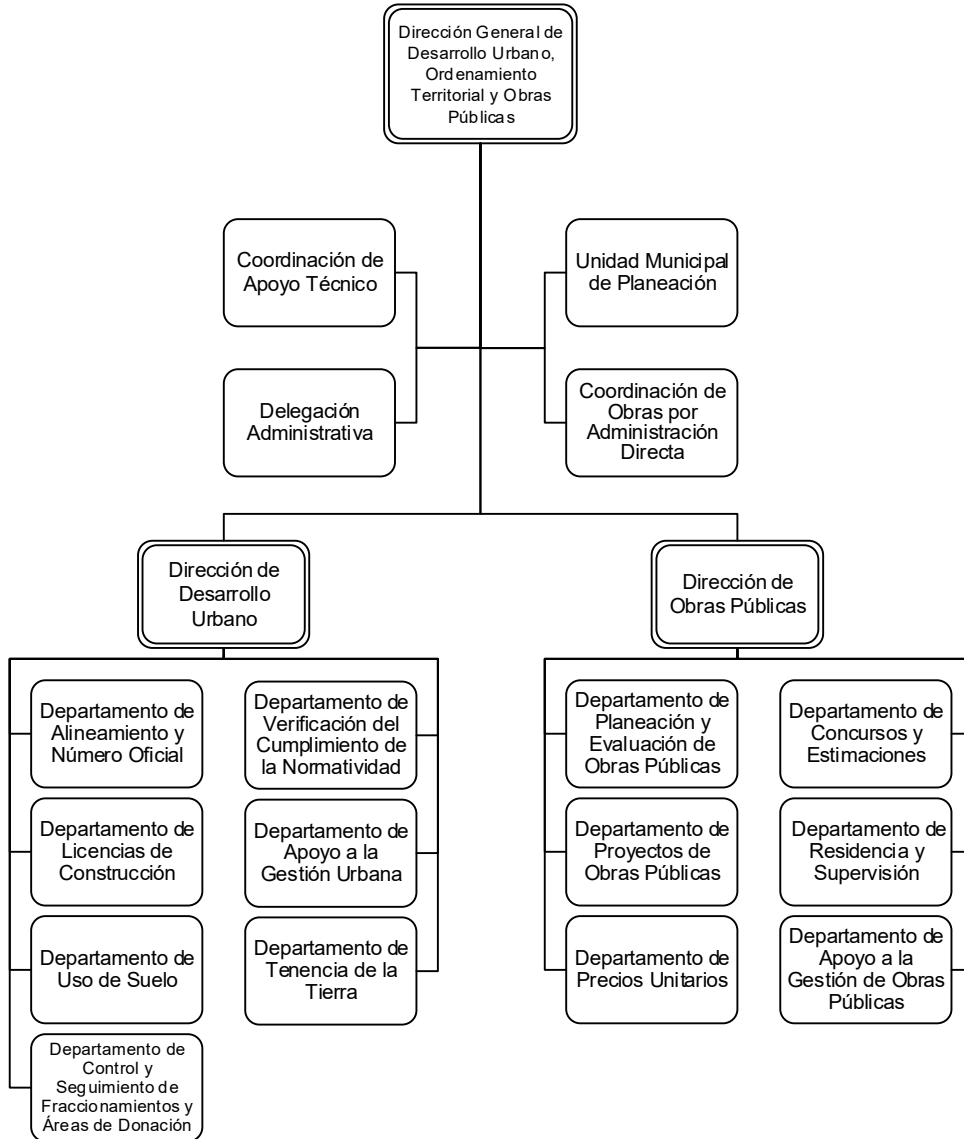 Dirección General de
Desarrollo Urbano,
Ordenamiento
Territorial y Obras
Públicas
Coordinación de
Apoyo Técnico
Unidad Municipal
de Planeación
Delegación
Administrativa
Coordinación de
Obras por
Administración
Directa
Dirección de
Desarrollo
Urbano
Dirección de
Obras Públicas
Departamento de
Alineamiento y
Número Oficial
Departamento de
Verificación del
Cumplimiento de
la Normatividad
Departamento de
Licencias de
Construcción
Departamento de
Apoyo a la
Gestión Urbana
Departamento de
Uso de Suelo
Departamento de
Tenencia de la
Tierra
Departamento de
Control y
Seguimiento de
Fraccionamientos y
Áreas de Donación
Departamento de
Planeación y
Evaluación de
Obras Públicas
Departamento de
Concursos y
Estimaciones
Departamento de
Proyectos de
Obras Públicas
Departamento de
Residencia y
Supervisión
Departamento de
Precios Unitarios
Departamento de
Apoyo a la
Gestión de Obras
Públicas